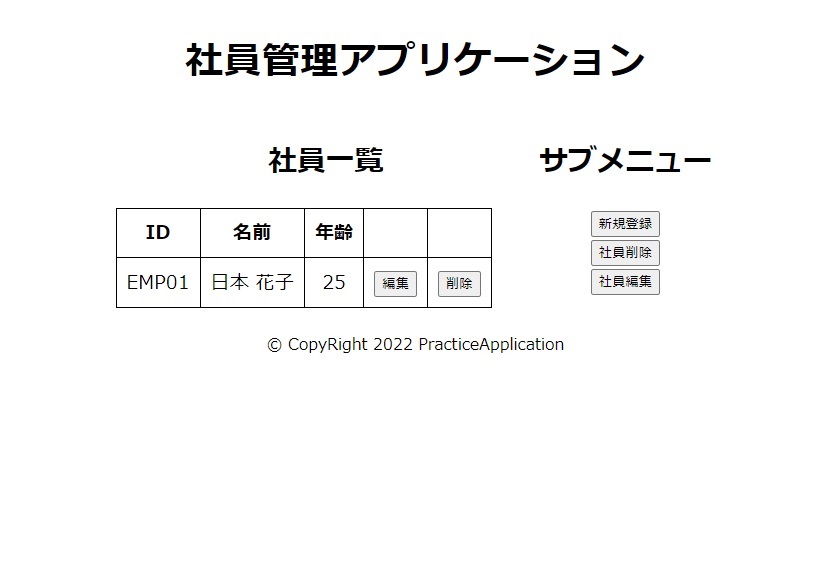 社員管理アプリケーション
社員一覧
ID 名前 年齢
EMP01 日本 花子 25 編集 削除
サブメニュー
新規登録
社員削除
社員編集
© CopyRight 2022 PracticeApplication